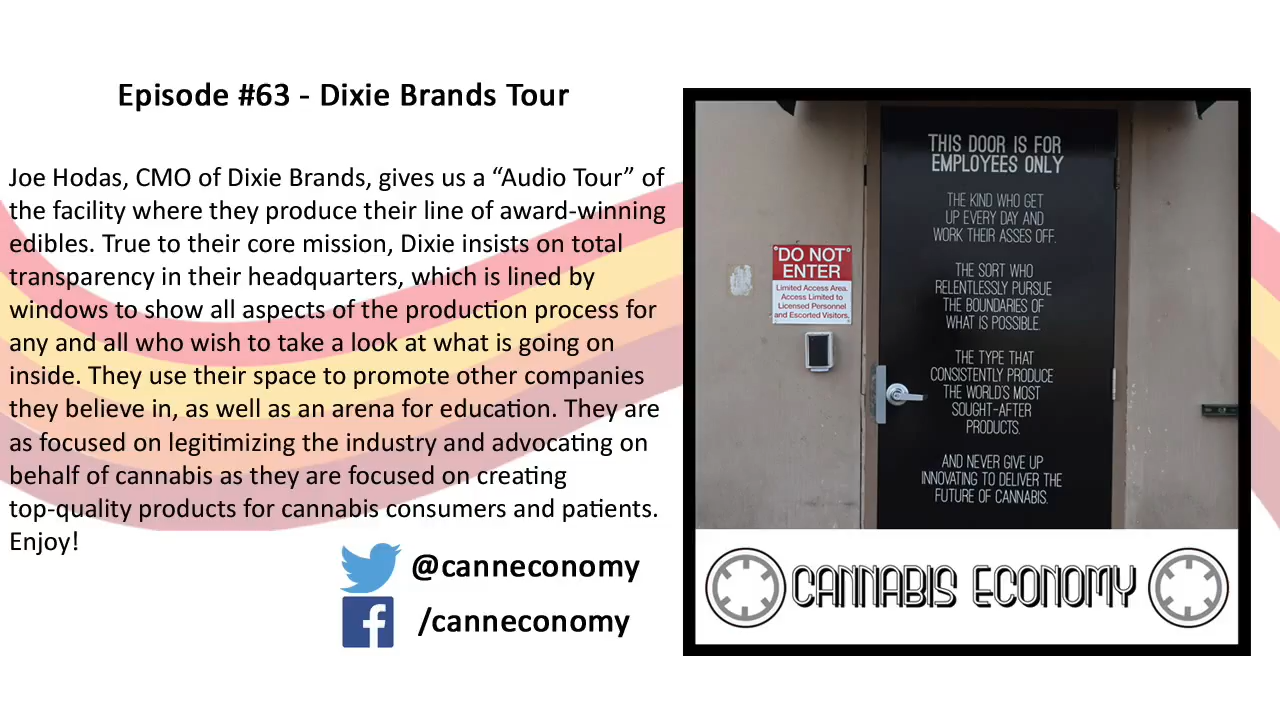 Episode #63 - Dixie Brands Tour
Joe Hodas, CMO of Dixie Brands, gives us a “Audio Tour” of
the facility where they produce their line of award-winning
edibles. True to their core mission, Dixie insists on total
transparency in their headquarters, which is lined by
windows to show all aspects of the production process for
any and all who wish to take a look at what is going on
inside. They use their space to promote other companies
they believe in, as well as an arena for education. They are
as focused on legitimizing the industry and advocating on
behalf of cannabis as they are focused on creating
top-quality products for cannabis consumers and patients.
Enjoy!
@canneconomy
/canneconomy
THIS DOOR IS FOR
EMPLOYEES ONLY
THE KIND WHO GET
UP EVERY DAY AND
WORK THEIR ASSES OFF.
THE SORT WHO
RELENTLESSLY PURSUE
THE BOUNDARIES OF
WHAT IS POSSIBLE.
THE TYPE THAT
CONSISTENTLY PRODUCE
THE WORLD'S MOST
SOUGHT-AFTER
PRODUCTS.
AND NEVER GIVE UP
INNOVATING TO DELIVER THE
FUTURE OF CANNABIS.
DO NOT
ENTER
Limited Access Area.
Access Limited to
Licensed Personnel
and Escorted Visitors.
CANNABIS ECONOMY